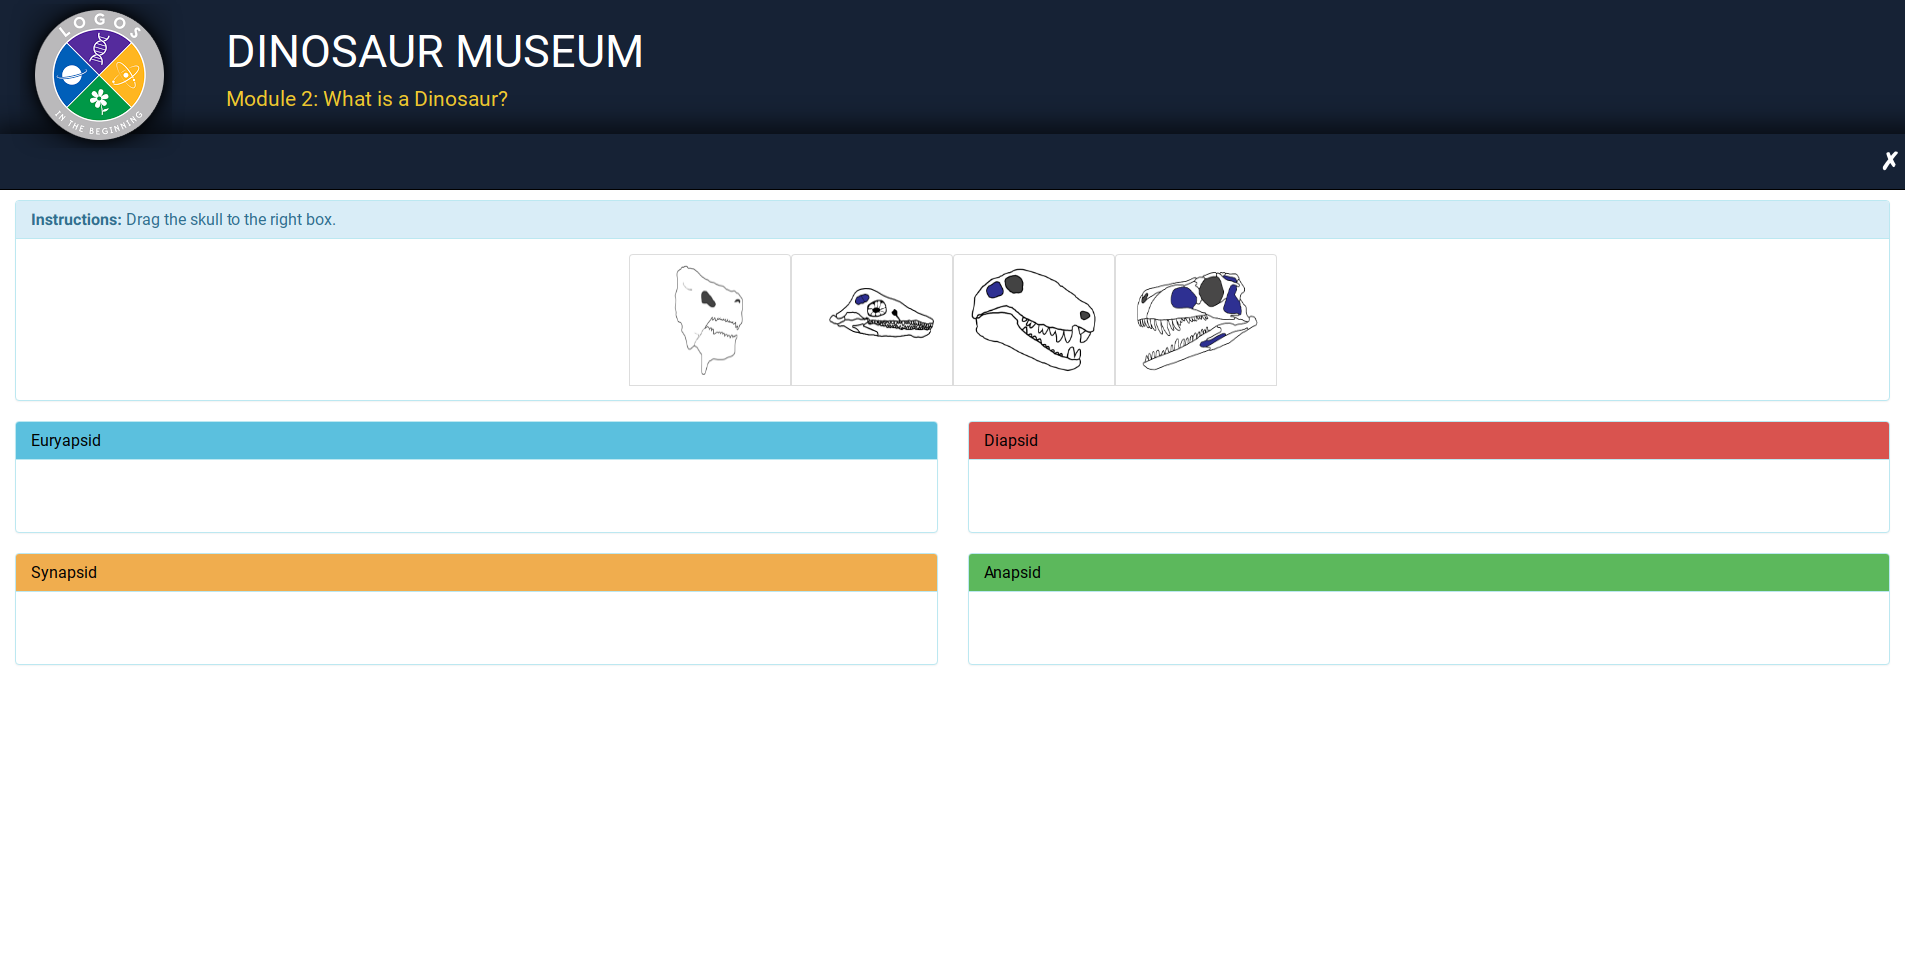 LOGOS
IN THE BEGINNING
DINOSAUR MUSEUM
Module 2: What is a Dinosaur?
✗
Instructions: Drag the skull to the right box.
Euryapsid
Diapsid
Synapsid
Anapsid